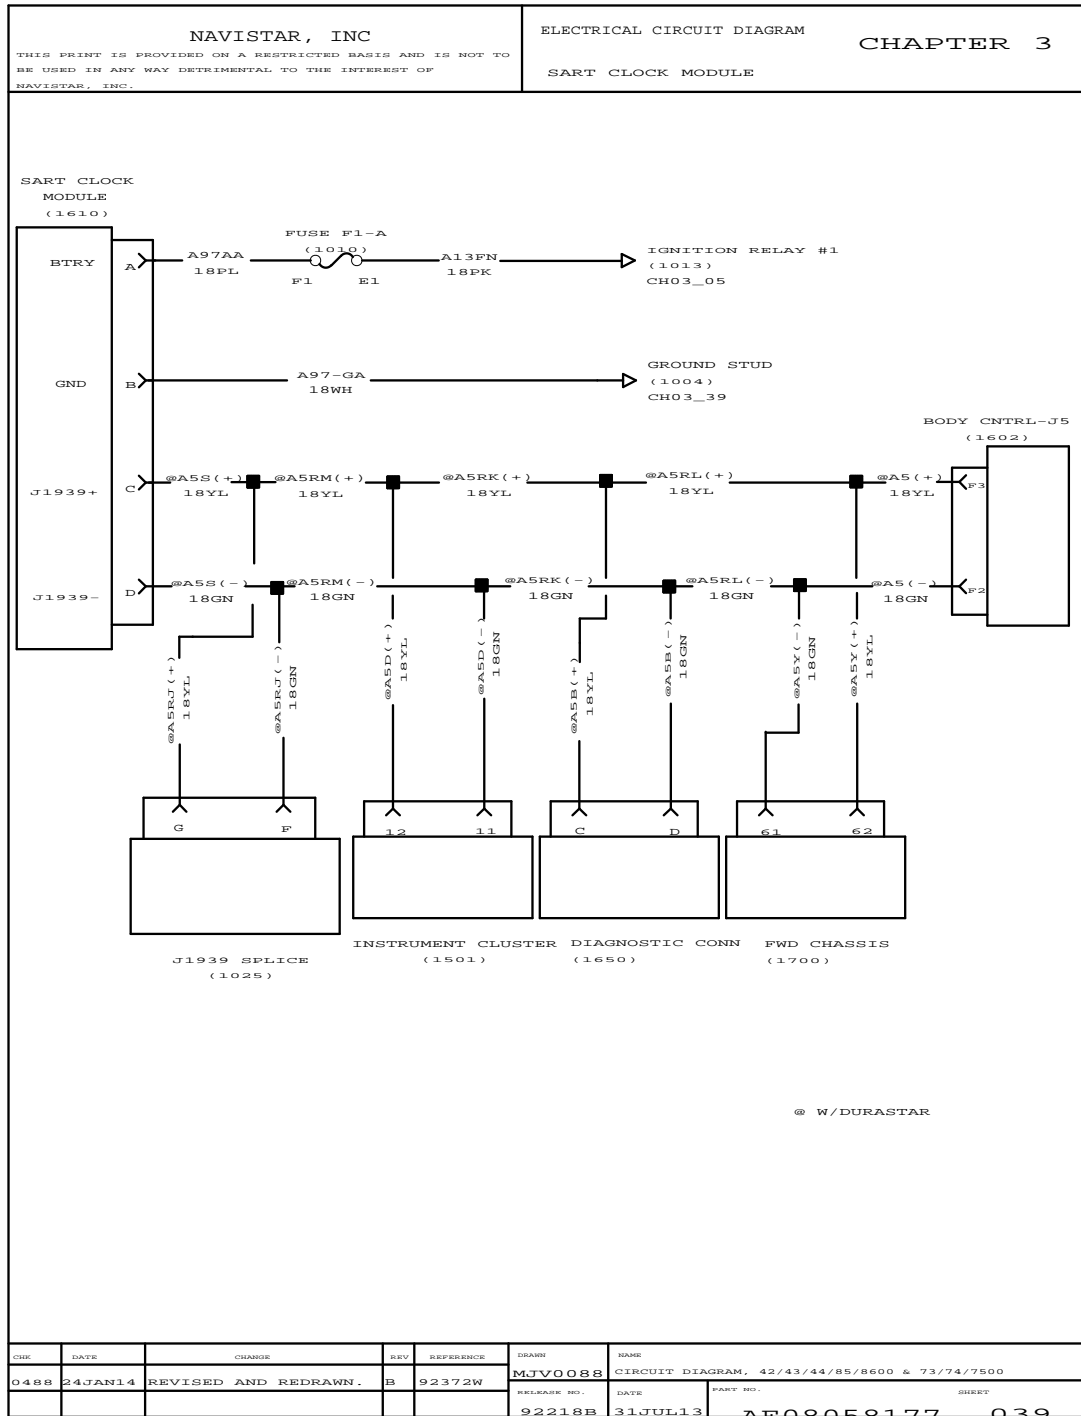 NAVISTAR, INC
THIS PRINT IS PROVIDED ON A RESTRICTED BASIS AND IS NOT TO
BE USED IN ANY WAY DETRIMENTAL TO THE INTEREST OF
NAVISTAR, INC.
ELECTRICAL CIRCUIT DIAGRAM
SART CLOCK MODULE
CHAPTER 3
SART CLOCK
MODULE
(1610)
BTRY
A
A97AA
18PL
FUSE F1-A
(1010)
F1
E1
A13FN
18PK
IGNITION RELAY #1
(1013)
CH03_05
GND
B
A97-GA
18WH
GROUND STUD
(1004)
CH03_39
BODY CNTRL-J5
(1602)
J1939+
C
@A5S(+)
18YL
@A5RM(+)
18YL
@A5RK(+)
18YL
@A5RL(+)
18YL
@A5(+)
18YL
F3
J1939-
D
@A5S(-)
18GN
@A5RM(-)
18GN
@A5RK(-)
18GN
@A5RL(-)
18GN
@A5(-)
18GN
F2
@A5RJ(+)
18YL
@A5RJ(-)
18GN
@A5D(+)
18YL
@A5D(-)
18GN
@A5B(+)
18YL
@A5B(-)
18GN
@A5Y(-)
18GN
@A5Y(+)
18YL
G
F
12
11
C
D
61
62
J1939 SPLICE
(1025)
INSTRUMENT CLUSTER
(1501)
DIAGNOSTIC CONN
(1650)
FWD CHASSIS
(1700)
@ W/DURASTAR
CHK DATE CHANGE REV REFERENCE
0488 24JAN14 REVISED AND REDRAWN. B 92372W
DRAWN
MJV0088
NAME
CIRCUIT DIAGRAM, 42/43/44/85/8600 & 73/74/7500
RELEASE NO.
92218B
DATE
31JUL13
PART NO.
AE08058177
SHEET
039